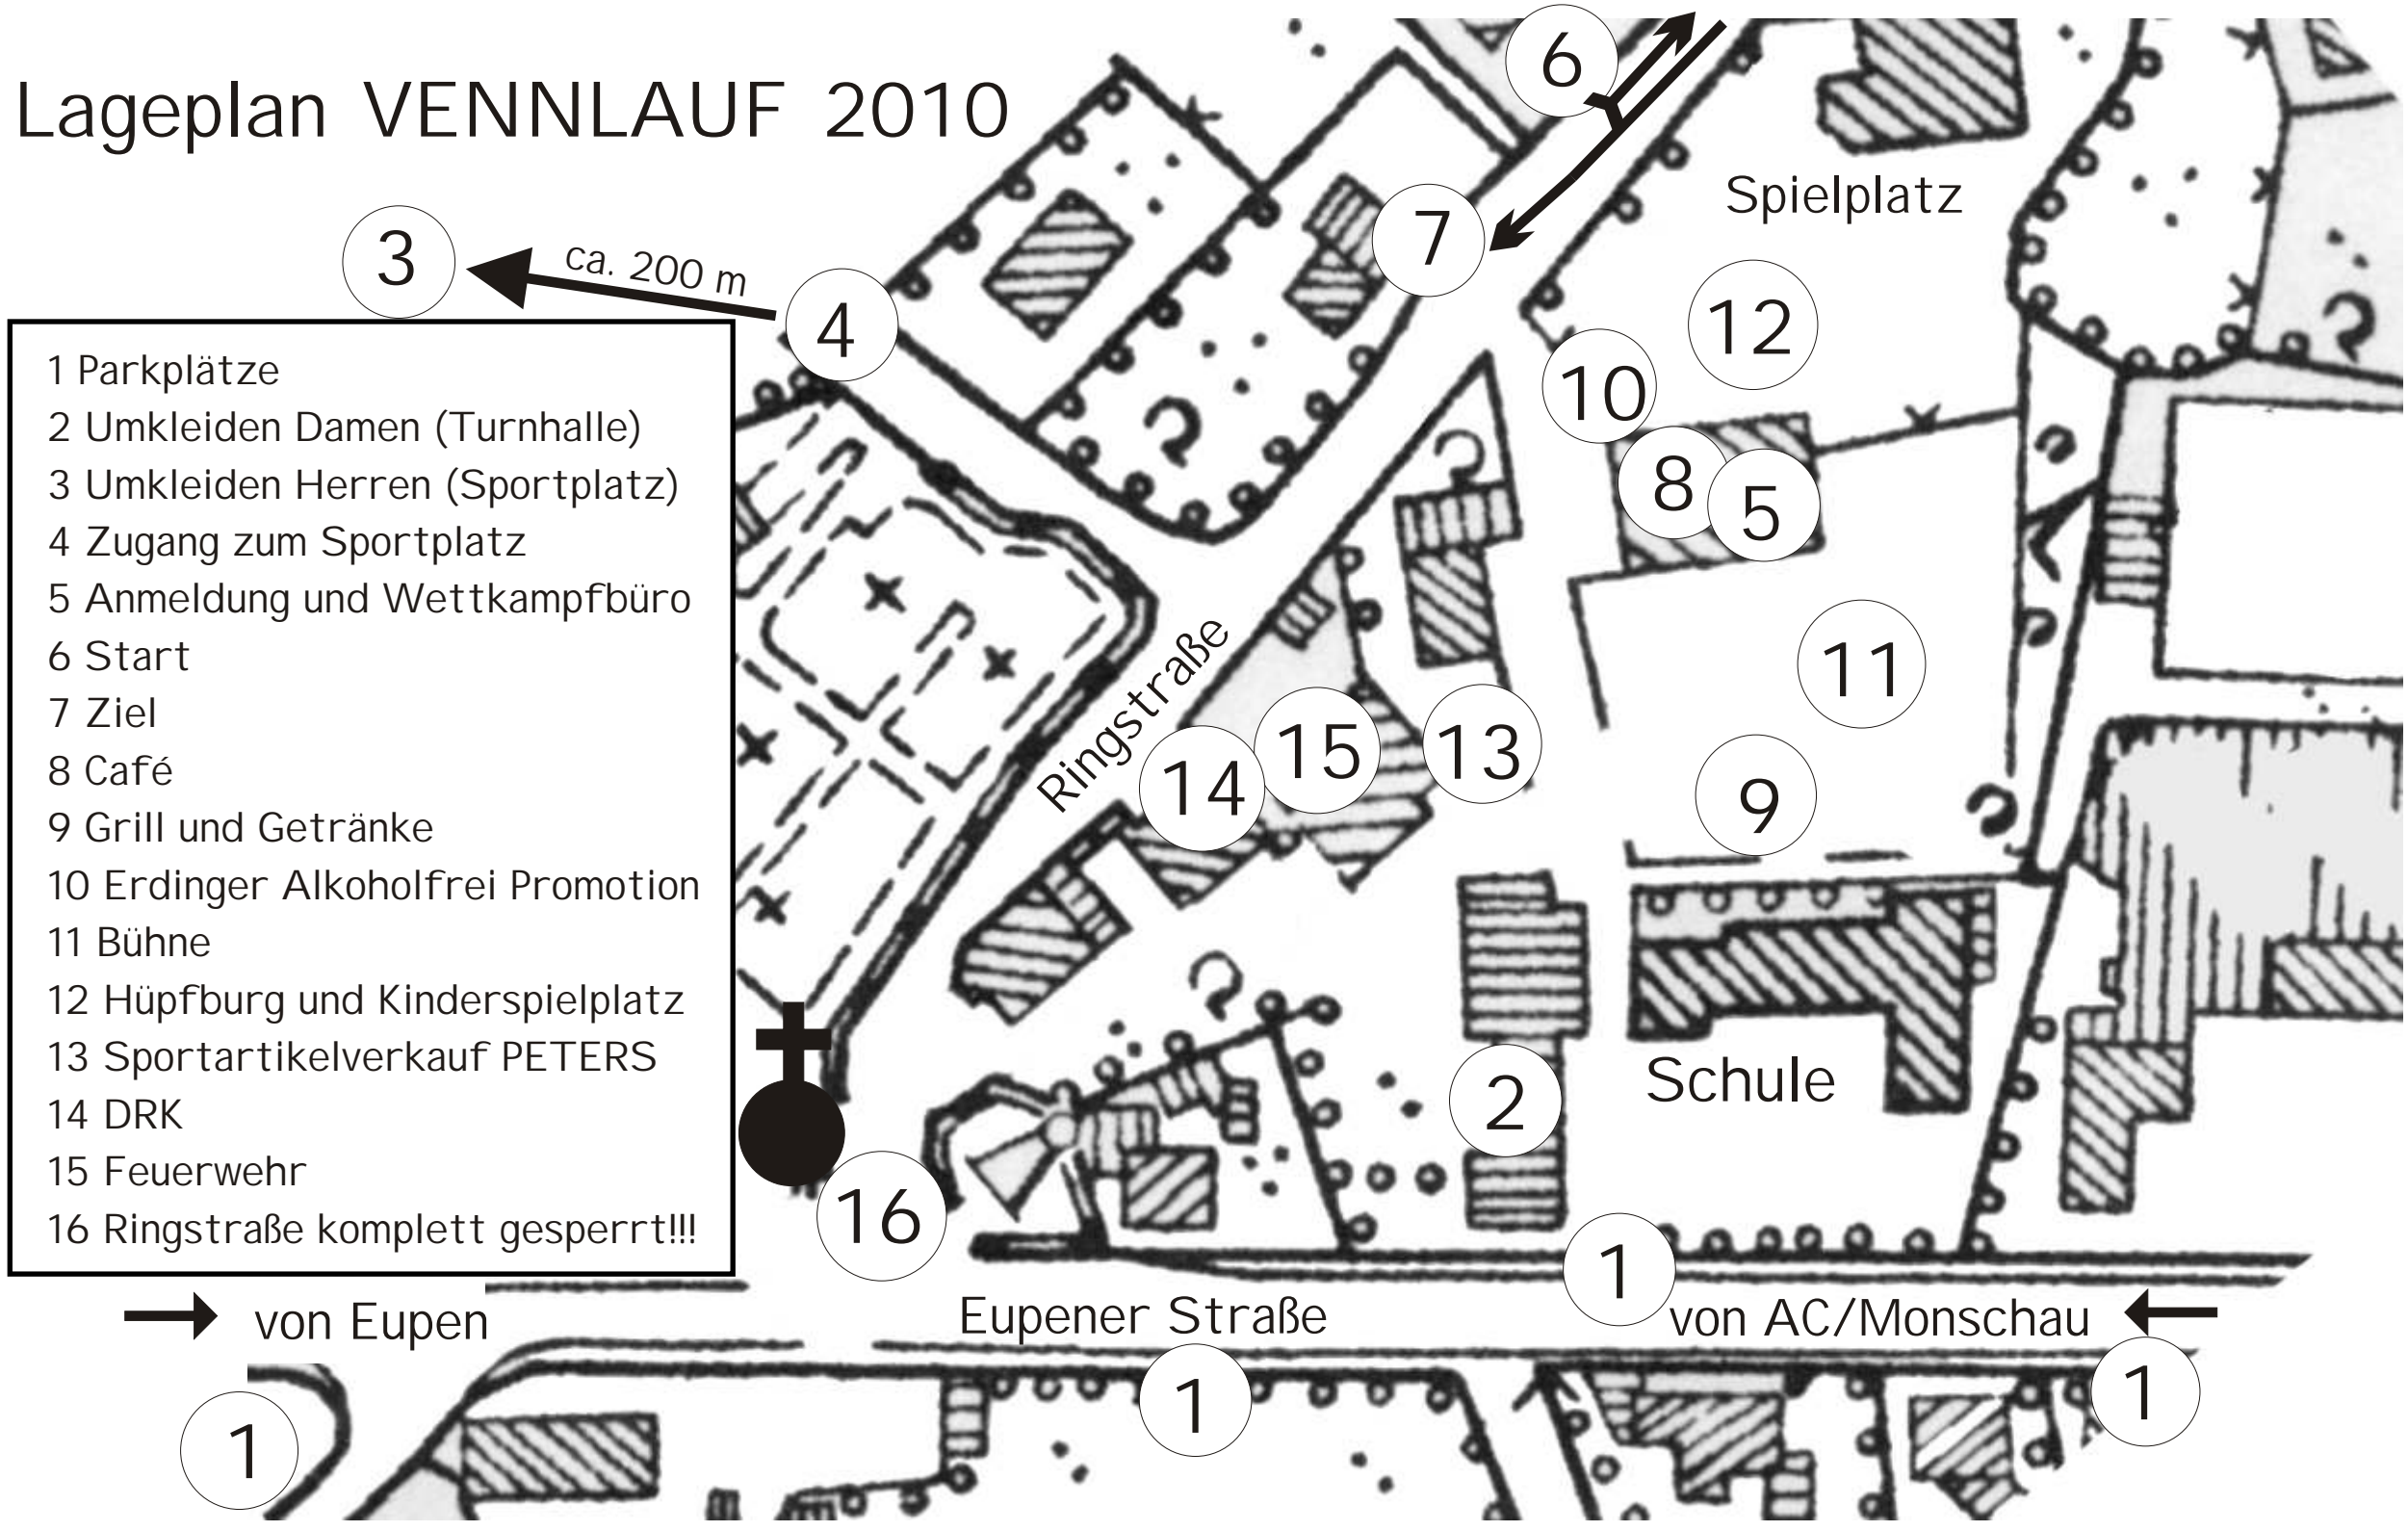 Lageplan VENNLAUF 2010
6
Spielplatz
7
3
ca. 200 m
4
12
10
8
5
1 Parkplätze
2 Umkleiden Damen (Turnhalle)
3 Umkleiden Herren (Sportplatz)
4 Zugang zum Sportplatz
5 Anmeldung und Wettkampfbüro
6 Start
7 Ziel
8 Café
9 Grill und Getränke
10 Erdinger Alkoholfrei Promotion
11 Bühne
12 Hüpfburg und Kinderspielplatz
13 Sportartikelverkauf PETERS
14 DRK
15 Feuerwehr
16 Ringstraße komplett gesperrt!!!
Ringstraße
11
15
13
14
9
2
Schule
16
1
von Eupen
Eupener Straße
von AC/Monschau
1
1
1